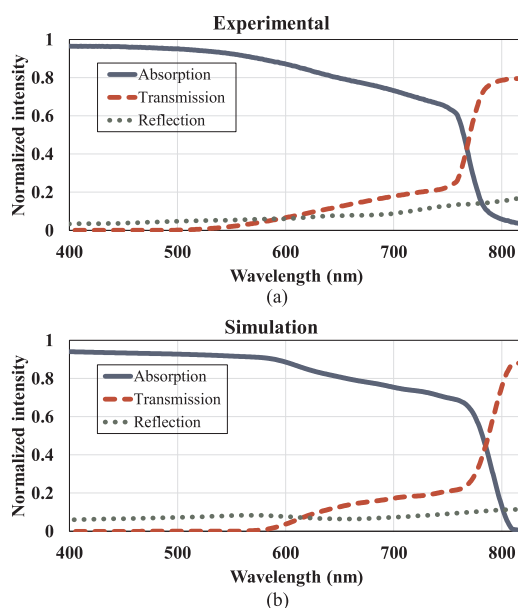 Experimental
Normalized intensity
1
0.8
0.6
0.4
0.2
0
Absorption
Transmission
Reflection
400 500 600 700 800
Wavelength (nm)
(a)
Simulation
Normalized intensity
1
0.8
0.6
0.4
0.2
0
Absorption
Transmission
Reflection
400 500 600 700 800
Wavelength (nm)
(b)